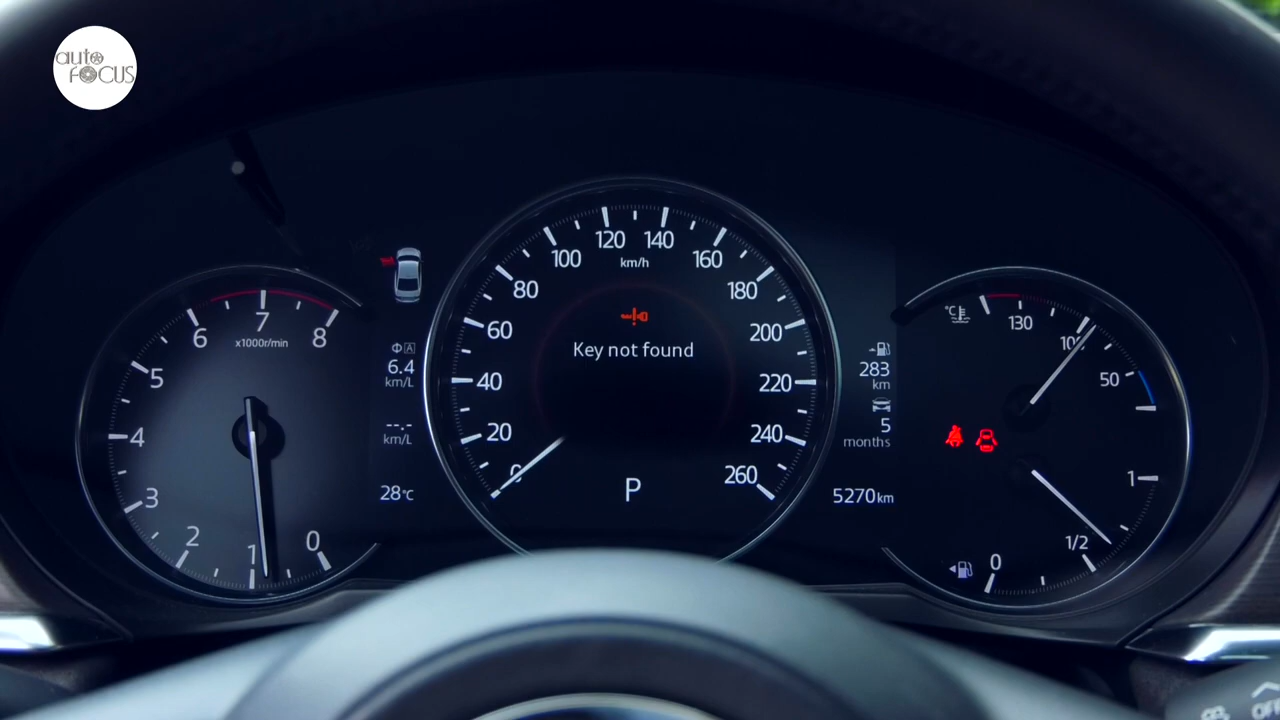 auto
FOCUS
6
7
8
x1000r/min
5
4
3
2
1
0
A
6.4
km/L
--.-
km/L
28°C
0
20
40
60
80
100
120
140
160
180
200
220
240
260
km/h
Key not found
P
283
km
5
months
5270km
°C
130
50
1
1/2
0
OFF